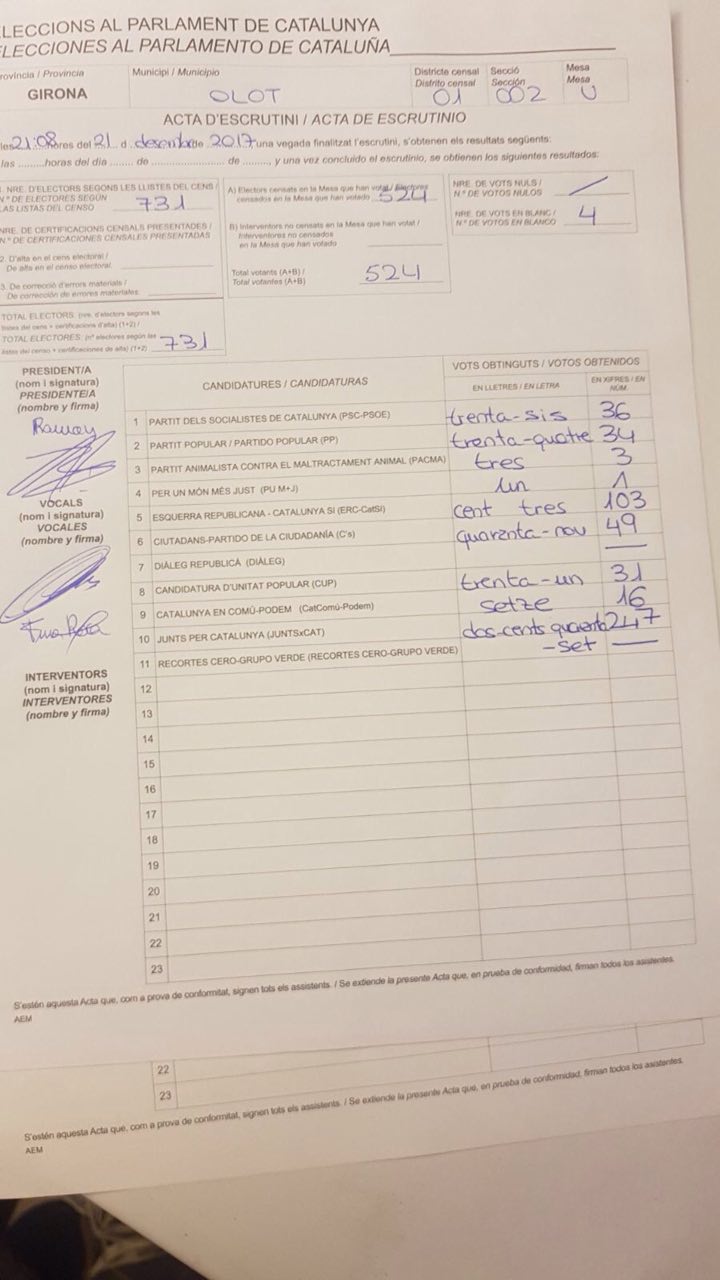 LECCIONS AL PARLAMENT DE CATALUNYA
LECCIONES AL PARLAMENTO DE CATALUÑA
rovíncia / Provincia
GIRONA
Municipi / Municipio
OLOT
Districte censal
Distrito censal
01
Secció
Sección
002
Mesa
Mesa
U
ACTA D'ESCRUTINI / ACTA DE ESCRUTINIO
les 21:08 hores del 21 d desembre de 2017 una vegada finalitzat l'escrutini, s'obtenen els resultats següents:
las .........horas del día ........ de ........................ de ........., y una vez concluido el escrutinio, se obtienen los siguientes resultados:
. NRE. D'ELECTORS SEGONS LES LLISTES DEL CENS /
N.º DE ELECTORES SEGÚN
LAS LISTAS DEL CENSO
731
NRE. DE CERTIFICACIONS CENSALS PRESENTADES /
N.º DE CERTIFICACIONES CENSALES PRESENTADAS
2. D'alta en el cens electoral /
De alta en el censo electoral.
3. De correcció d'errors materials /
De corrección de errores materiales.
TOTAL ELECTORS: (nre. d'electors segons les
llistes del cens + certificacions d'alta) (1+2) /
TOTAL ELECTORES: (nº electores según las
listas del censo + certificaciones de alta) (1+2)
731
A) Electors censats en la Mesa que han votat / Electores
censados en la Mesa que han votado
524
B) Interventors no censats en la Mesa que han votat /
Interventores no censados
en la Mesa que han votado
Total votants (A+B) /
Total votantes (A+B)
524
NRE. DE VOTS NULS /
N.º DE VOTOS NULOS
NRE. DE VOTS EN BLANC /
N.º DE VOTOS EN BLANCO
4
PRESIDENT/A
(nom i signatura)
PRESIDENTE/A
(nombre y firma)
VOCALS
(nom i signatura)
VOCALES
(nombre y firma)
INTERVENTORS
(nom i signatura)
INTERVENTORES
(nombre y firma)
CANDIDATURES / CANDIDATURAS
VOTS OBTINGUTS / VOTOS OBTENIDOS
EN LLETRES / EN LETRA
EN XIFRES / EN NÚM.
1 PARTIT DELS SOCIALISTES DE CATALUNYA (PSC-PSOE) trenta-sis 36
2 PARTIT POPULAR / PARTIDO POPULAR (PP) trenta-quatre 34
3 PARTIT ANIMALISTA CONTRA EL MALTRACTAMENT ANIMAL (PACMA) tres 3
4 PER UN MÓN MÉS JUST (PU M+J) un 1
5 ESQUERRA REPUBLICANA - CATALUNYA SÍ (ERC-CatSí) cent tres 103
6 CIUTADANS-PARTIDO DE LA CIUDADANÍA (C's) quaranta-nou 49
7 DIÀLEG REPUBLICÀ (DIÀLEG) —
8 CANDIDATURA D'UNITAT POPULAR (CUP) trenta-un 31
9 CATALUNYA EN COMÚ-PODEM (CatComú-Podem) setze 16
10 JUNTS PER CATALUNYA (JUNTSxCAT) dos-cents quaranta 247
-set
11 RECORTES CERO-GRUPO VERDE (RECORTES CERO-GRUPO VERDE) —
12
13
14
15
16
17
18
19
20
21
22
23
S'estén aquesta Acta que, com a prova de conformitat, signen tots els assistents. / Se extiende la presente Acta que, en prueba de conformidad, firman todos los asistentes.
AEM
22
23
S'estén aquesta Acta que, com a prova de conformitat, signen tots els assistents. / Se extiende la presente Acta que, en prueba de conformidad, firman todos los asistentes.
AEM